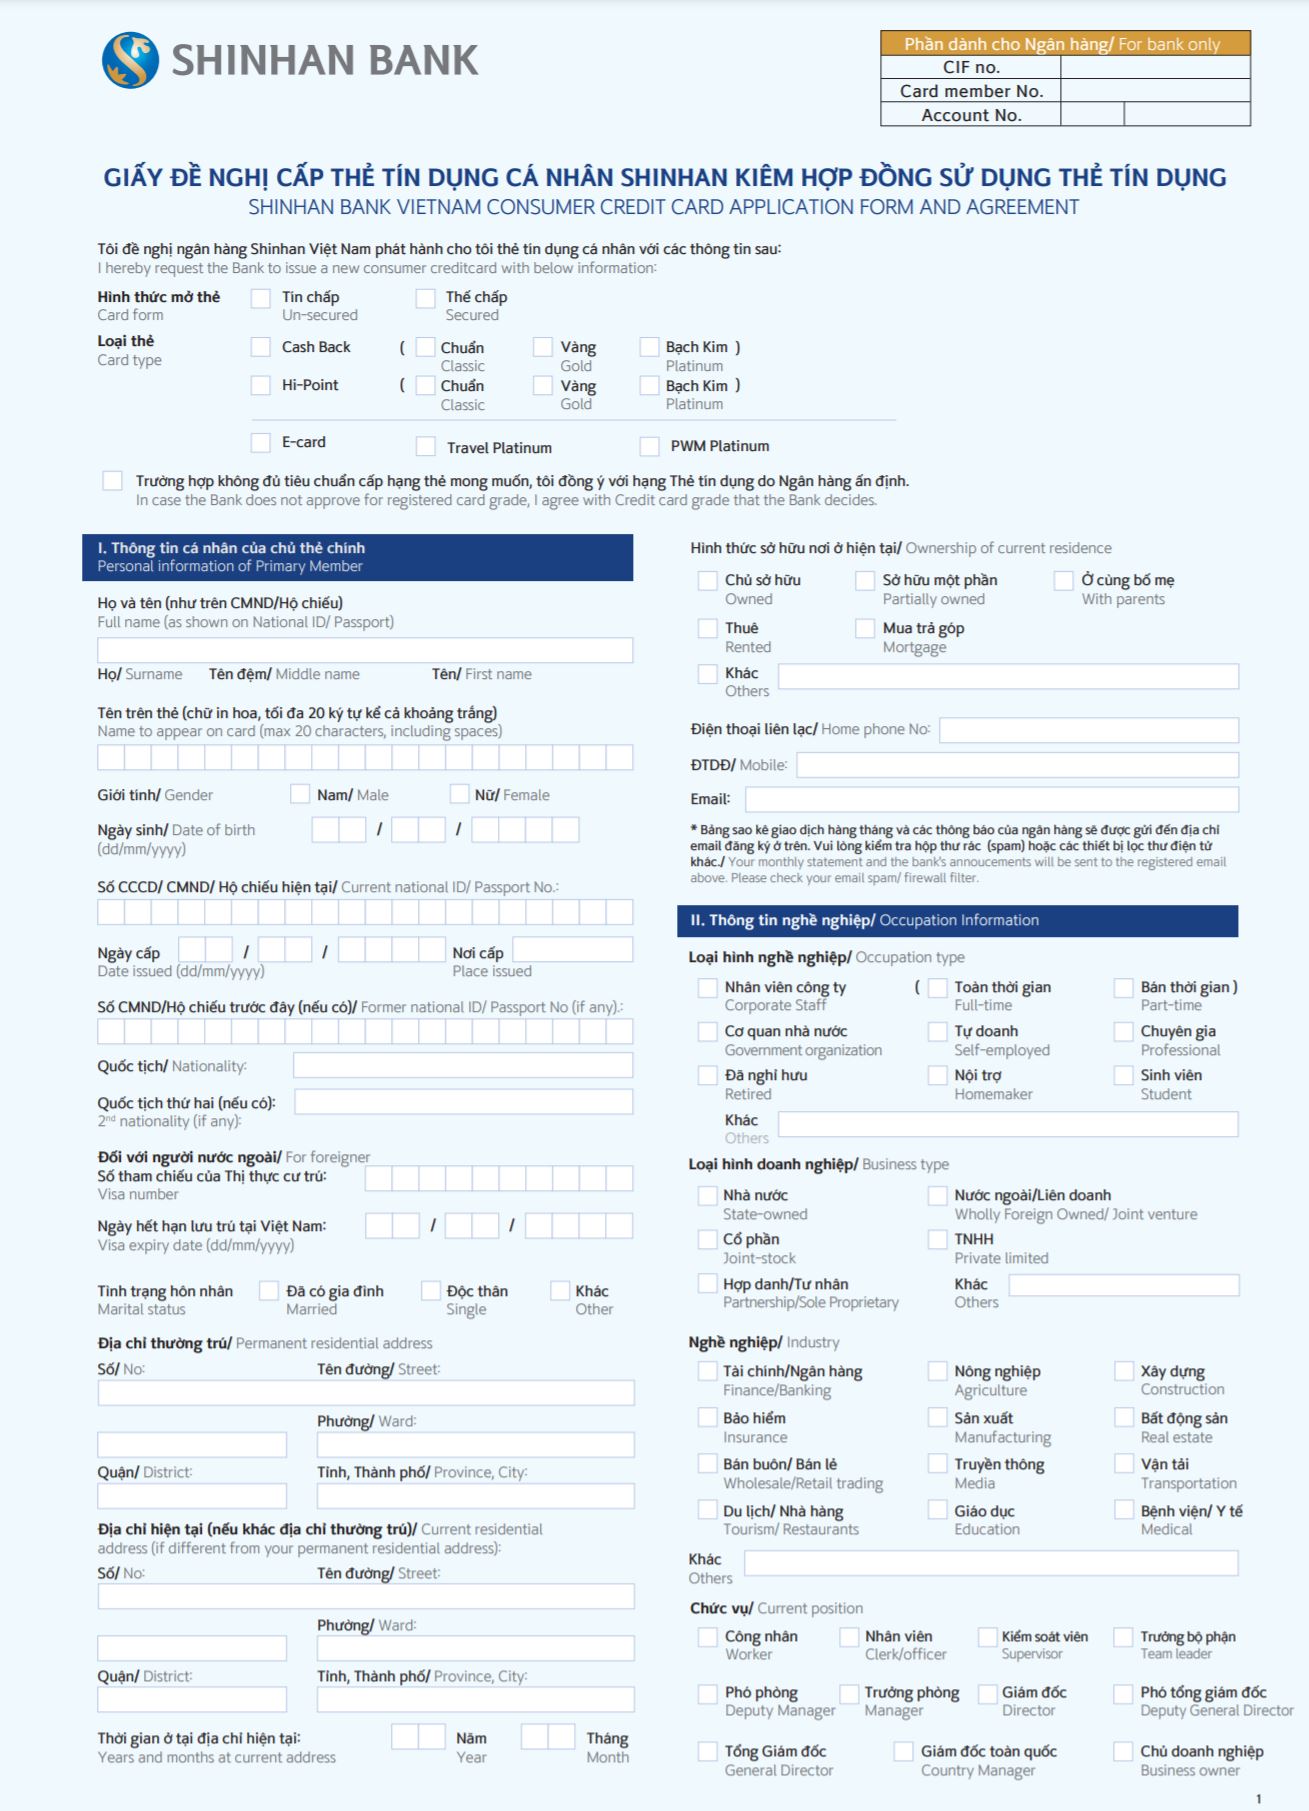 SHINHAN BANK
Phần dành cho Ngân hàng/ For bank only
CIF no.
Card member No.
Account No.
GIẤY ĐỀ NGHỊ CẤP THẺ TÍN DỤNG CÁ NHÂN SHINHAN KIÊM HỢP ĐỒNG SỬ DỤNG THẺ TÍN DỤNG
SHINHAN BANK VIETNAM CONSUMER CREDIT CARD APPLICATION FORM AND AGREEMENT
Tôi đề nghị ngân hàng Shinhan Việt Nam phát hành cho tôi thẻ tín dụng cá nhân với các thông tin sau:
I hereby request the Bank to issue a new consumer creditcard with below information:
Hình thức mở thẻ Tín chấp Thế chấp
Card form Un-secured Secured
Loại thẻ
Card type
Cash Back ( Chuẩn Vàng Bạch Kim )
Classic Gold Platinum
Hi-Point ( Chuẩn Vàng Bạch Kim )
Classic Gold Platinum
E-card Travel Platinum PWM Platinum
Trường hợp không đủ tiêu chuẩn cấp hạng thẻ mong muốn, tôi đồng ý với hạng Thẻ tín dụng do Ngân hàng ấn định.
In case the Bank does not approve for registered card grade, I agree with Credit card grade that the Bank decides.
I. Thông tin cá nhân của chủ thẻ chính
Personal information of Primary Member
Họ và tên (như trên CMND/Hộ chiếu)
Full name (as shown on National ID/ Passport)
Họ/ Surname Tên đệm/ Middle name Tên/ First name
Tên trên thẻ (chữ in hoa, tối đa 20 ký tự kể cả khoảng trắng)
Name to appear on card (max 20 characters, including spaces)
Giới tính/ Gender Nam/ Male Nữ/ Female
Ngày sinh/ Date of birth / /
(dd/mm/yyyy)
Số CCCD/ CMND/ Hộ chiếu hiện tại/ Current national ID/ Passport No.:
Ngày cấp / / Nơi cấp
Date issued (dd/mm/yyyy) Place issued
Số CMND/Hộ chiếu trước đây (nếu có)/ Former national ID/ Passport No (if any).:
Quốc tịch/ Nationality:
Quốc tịch thứ hai (nếu có):
2nd nationality (if any):
Đối với người nước ngoài/ For foreigner
Số tham chiếu của Thị thực cư trú:
Visa number
Ngày hết hạn lưu trú tại Việt Nam: / /
Visa expiry date (dd/mm/yyyy)
Tình trạng hôn nhân Đã có gia đình Độc thân Khác
Marital status Married Single Other
Địa chỉ thường trú/ Permanent residential address
Số/ No: Tên đường/ Street:
Phường/ Ward:
Quận/ District: Tỉnh, Thành phố/ Province, City:
Địa chỉ hiện tại (nếu khác địa chỉ thường trú)/ Current residential
address (if different from your permanent residential address):
Số/ No: Tên đường/ Street:
Phường/ Ward:
Quận/ District: Tỉnh, Thành phố/ Province, City:
Thời gian ở tại địa chỉ hiện tại: Năm Tháng
Years and months at current address Year Month
Hình thức sở hữu nơi ở hiện tại/ Ownership of current residence
Chủ sở hữu Sở hữu một phần Ở cùng bố mẹ
Owned Partially owned With parents
Thuê Mua trả góp
Rented Mortgage
Khác
Others
Điện thoại liên lạc/ Home phone No:
ĐTDĐ/ Mobile:
Email:
* Bảng sao kê giao dịch hàng tháng và các thông báo của ngân hàng sẽ được gửi đến địa chỉ
email đăng ký ở trên. Vui lòng kiểm tra hộp thư rác (spam) hoặc các thiết bị lọc thư điện tử
khác./ Your monthly statement and the bank's annoucements will be sent to the registered email
above. Please check your email spam/ firewall filter.
II. Thông tin nghề nghiệp/ Occupation Information
Loại hình nghề nghiệp/ Occupation type
Nhân viên công ty ( Toàn thời gian Bán thời gian )
Corporate Staff Full-time Part-time
Cơ quan nhà nước Tự doanh Chuyên gia
Government organization Self-employed Professional
Đã nghỉ hưu Nội trợ Sinh viên
Retired Homemaker Student
Khác
Others
Loại hình doanh nghiệp/ Business type
Nhà nước Nước ngoài/Liên doanh
State-owned Wholly Foreign Owned/ Joint venture
Cổ phần TNHH
Joint-stock Private limited
Hợp danh/Tư nhân Khác
Partnership/Sole Proprietary Others
Nghề nghiệp/ Industry
Tài chính/Ngân hàng Nông nghiệp Xây dựng
Finance/Banking Agriculture Construction
Bảo hiểm Sản xuất Bất động sản
Insurance Manufacturing Real estate
Bán buôn/ Bán lẻ Truyền thông Vận tải
Wholesale/Retail trading Media Transportation
Du lịch/ Nhà hàng Giáo dục Bệnh viện/ Y tế
Tourism/ Restaurants Education Medical
Khác
Others
Chức vụ/ Current position
Công nhân Nhân viên Kiểm soát viên Trưởng bộ phận
Worker Clerk/officer Supervisor Team leader
Phó phòng Trưởng phòng Giám đốc Phó tổng giám đốc
Deputy Manager Manager Director Deputy General Director
Tổng Giám đốc Giám đốc toàn quốc Chủ doanh nghiệp
General Director Country Manager Business owner
1